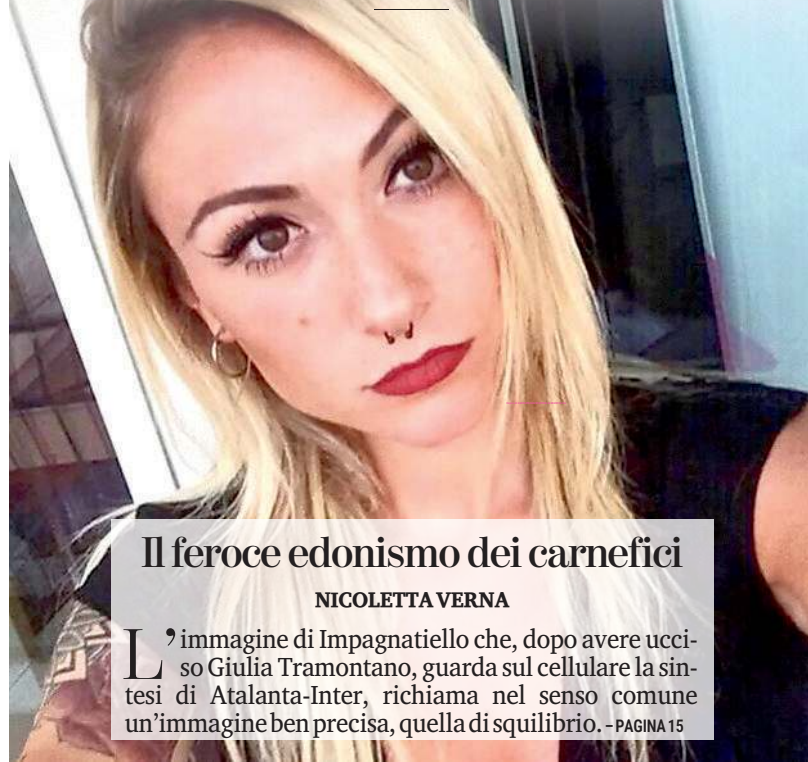 Il feroce edonismo dei carnefici
NICOLETTA VERNA
L’immagine di Impagnatiello che, dopo avere ucci-
so Giulia Tramontano, guarda sul cellulare la sin-
tesi di Atalanta-Inter, richiama nel senso comune
un’immagine ben precisa, quella di squilibrio. – PAGINA 15